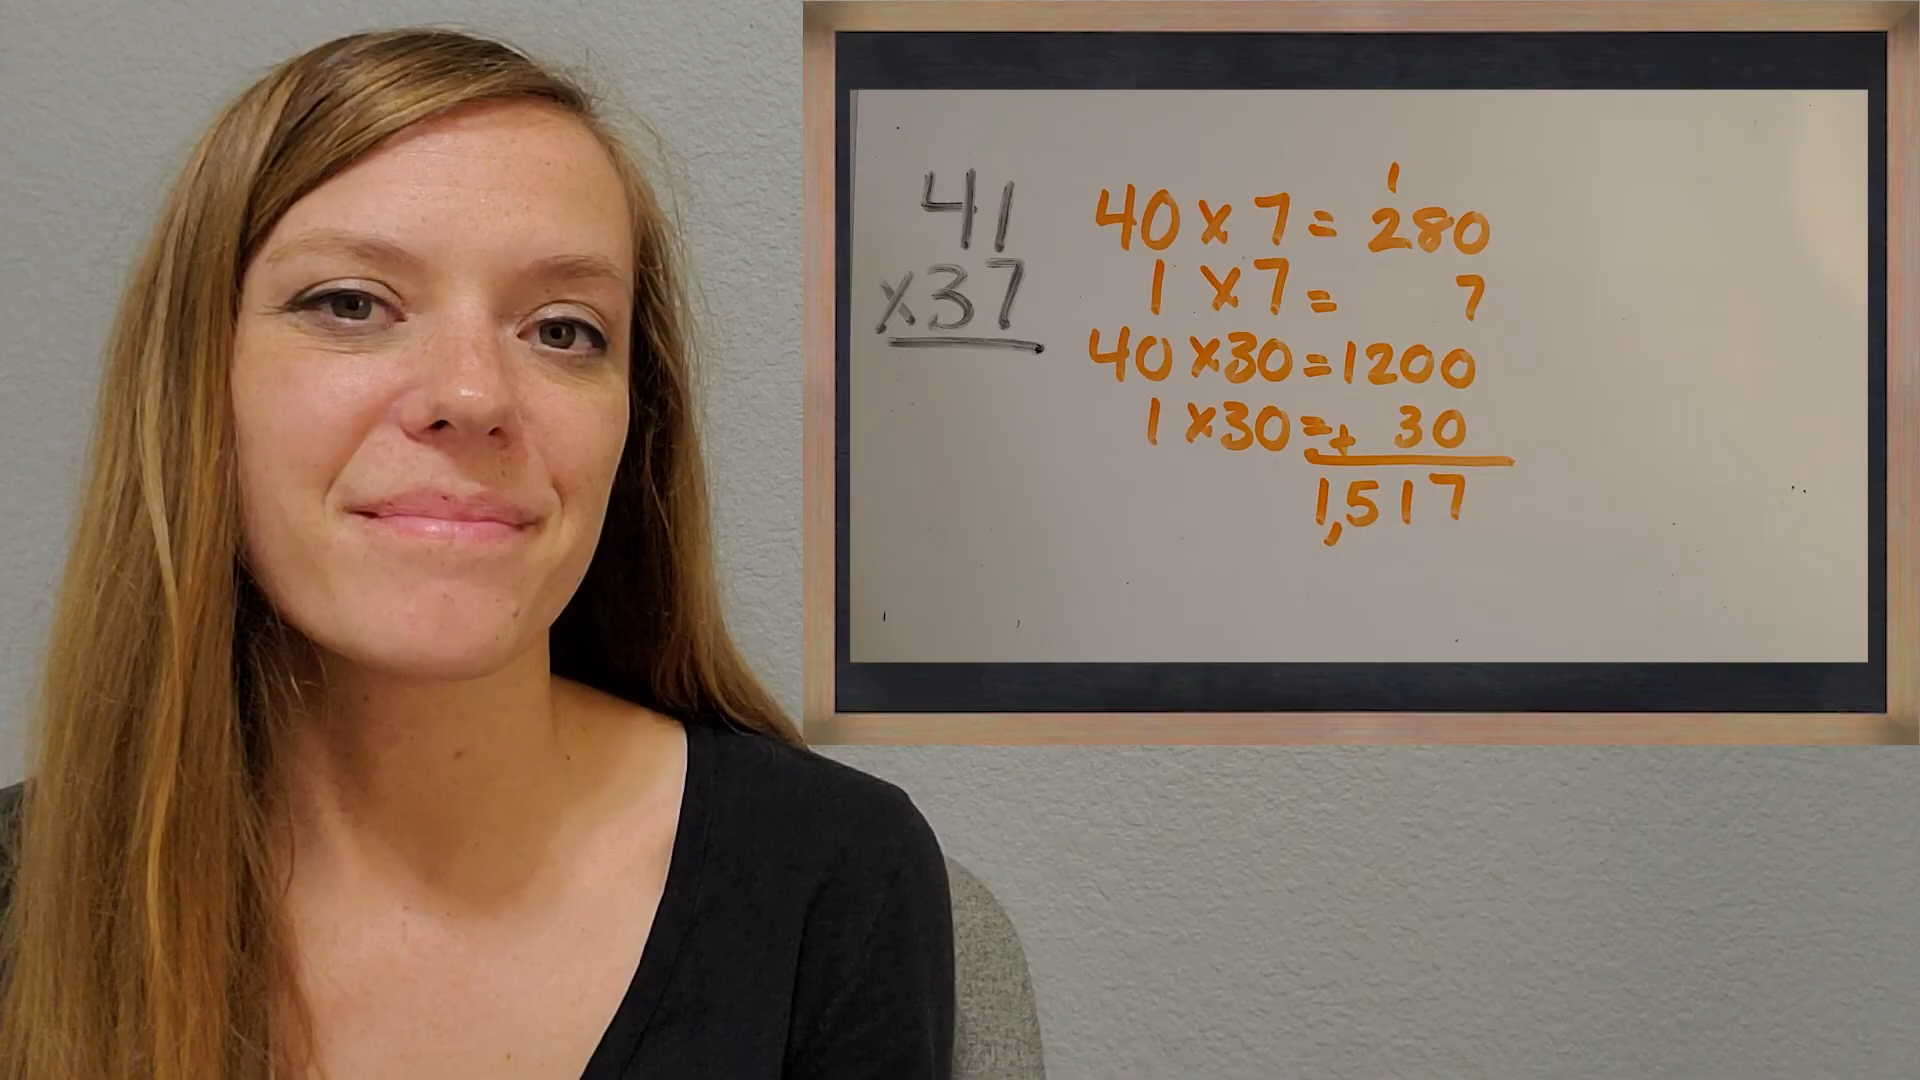 41
x37
1
40 x 7 = 280
1 x 7 = 7
40 x 30 = 1200
1 x 30 = + 30
1,517